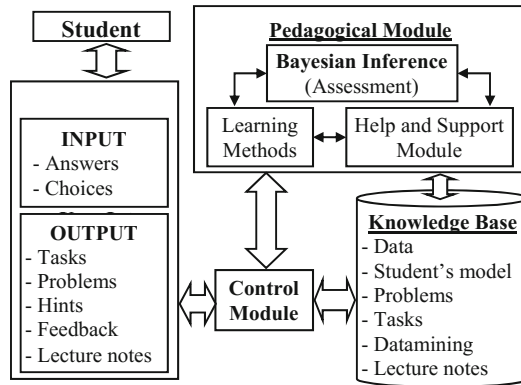 Student
INPUT
- Answers
- Choices
OUTPUT
- Tasks
- Problems
- Hints
- Feedback
- Lecture notes
Pedagogical Module
Bayesian Inference
(Assessment)
Learning
Methods
Help and Support
Module
Control
Module
Knowledge Base
- Data
- Student's model
- Problems
- Tasks
- Datamining
- Lecture notes